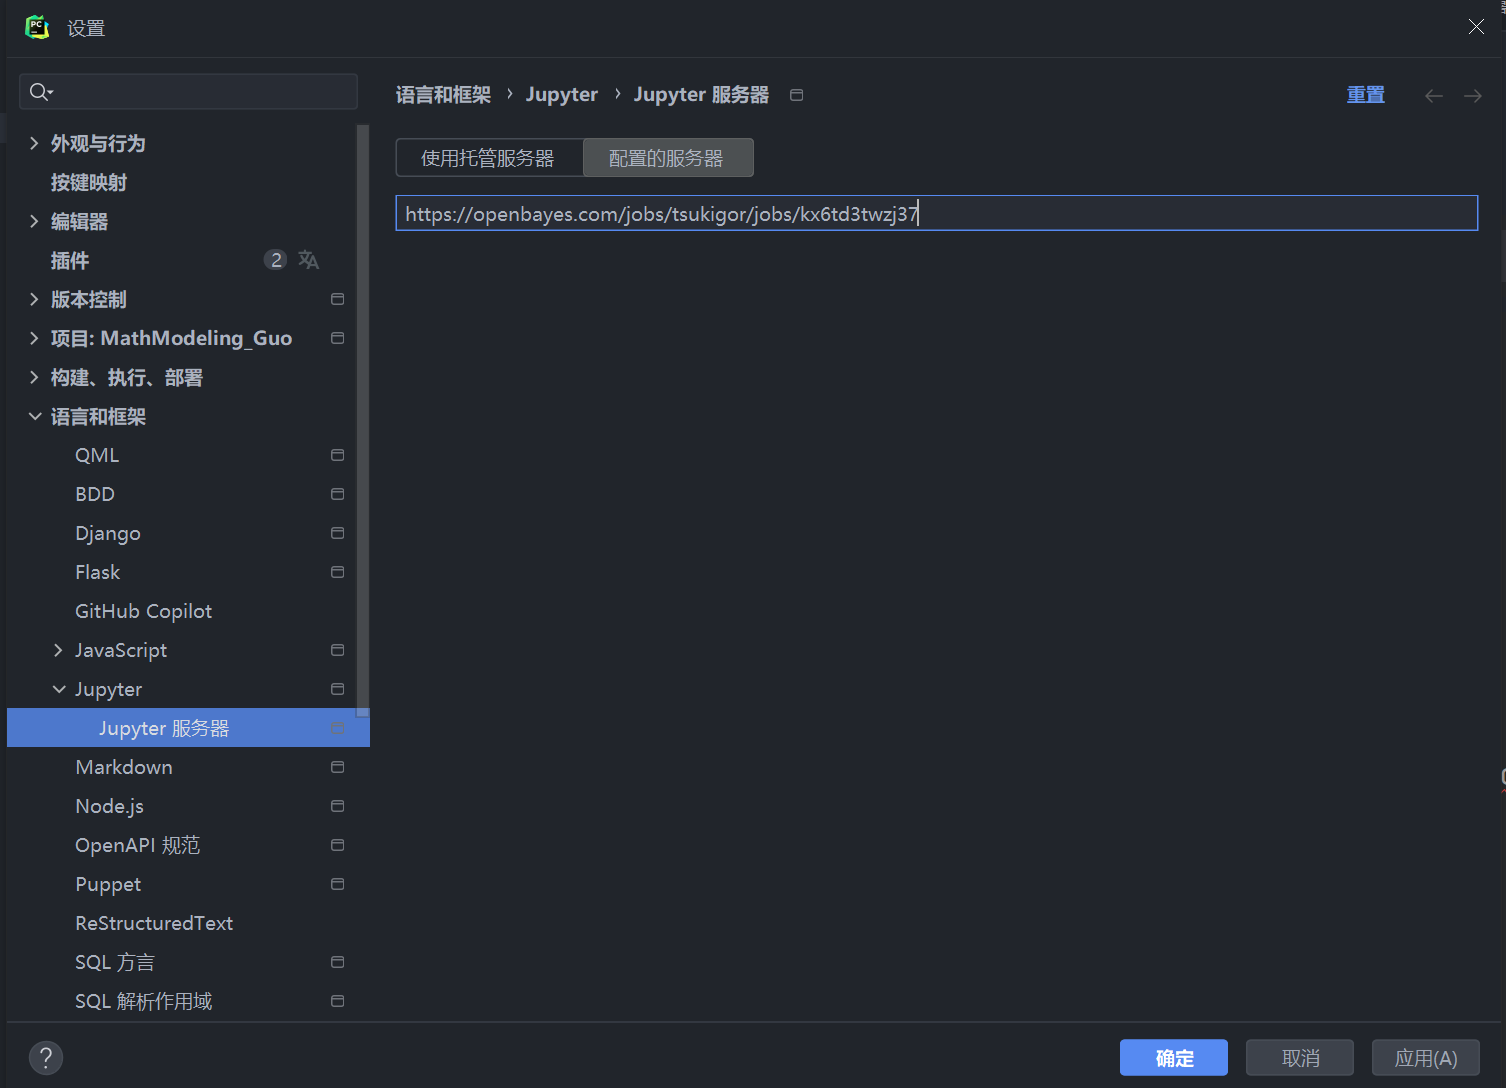 PC
设置
语言和框架 › Jupyter › Jupyter 服务器
重置
使用托管服务器
配置的服务器
https://openbayes.com/jobs/tsukigor/jobs/kx6td3twzj37
外观与行为
按键映射
编辑器
插件 2
版本控制
项目: MathModeling_Guo
构建、执行、部署
语言和框架
QML
BDD
Django
Flask
GitHub Copilot
JavaScript
Jupyter
Jupyter 服务器
Markdown
Node.js
OpenAPI 规范
Puppet
ReStructuredText
SQL 方言
SQL 解析作用域
?
确定
取消
应用(A)